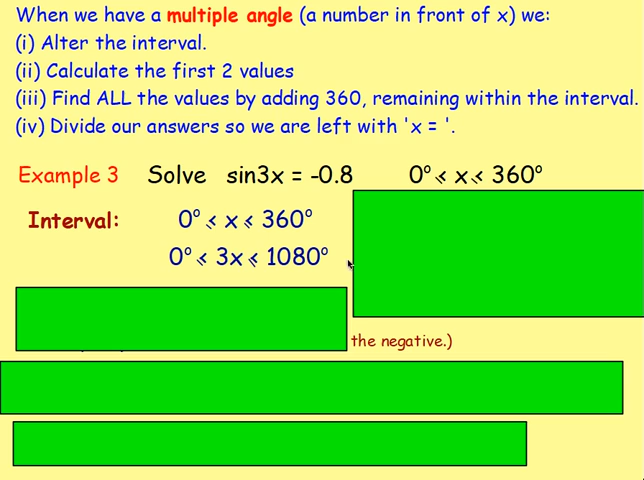 When we have a multiple angle (a number in front of x) we:
(i) Alter the interval.
(ii) Calculate the first 2 values
(iii) Find ALL the values by adding 360, remaining within the interval.
(iv) Divide our answers so we are left with 'x = '.
Example 3 Solve sin3x = -0.8 0° ≤ x ≤ 360°
Interval: 0° ≤ x ≤ 360°
0° ≤ 3x ≤ 1080°
the negative.)